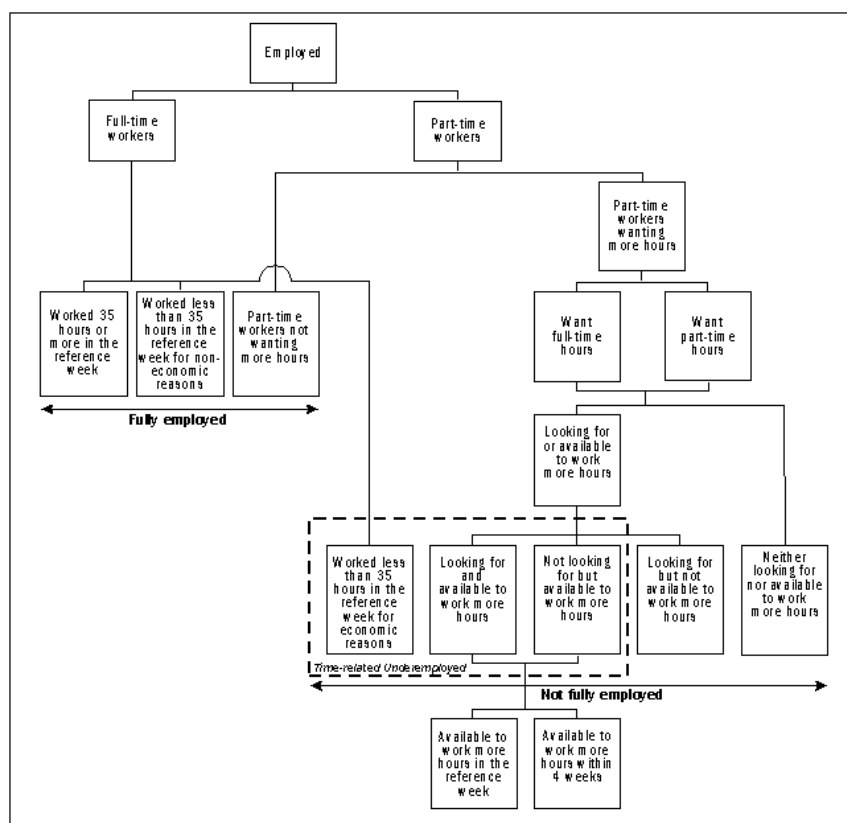 Employed
Full-time
workers
Part-time
workers
Part-time
workers
wanting
more hours
Worked 35
hours or
more in the
reference
week
Worked less
than 35
hours in the
reference
week for non-
economic
reasons
Part-time
workers not
wanting
more hours
Want
full-time
hours
Want
part-time
hours
Fully employed
Looking for
or available
to work
more hours
Worked less
than 35
hours in the
reference
week for
economic
reasons
Looking for
and
available to
work more
hours
Not looking
for but
available to
work more
hours
Looking for
but not
available to
work more
hours
Neither
looking for
nor available
to work
more hours
Time-related Underemployed
Not fully employed
Available to
work more
hours in the
reference
week
Available to
work more
hours within
4 weeks